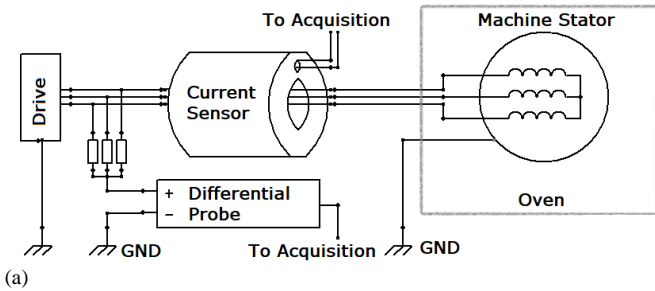 To Acquisition
Machine Stator
Drive
Current
Sensor
+ Differential
− Probe
Oven
GND
To Acquisition
GND
(a)